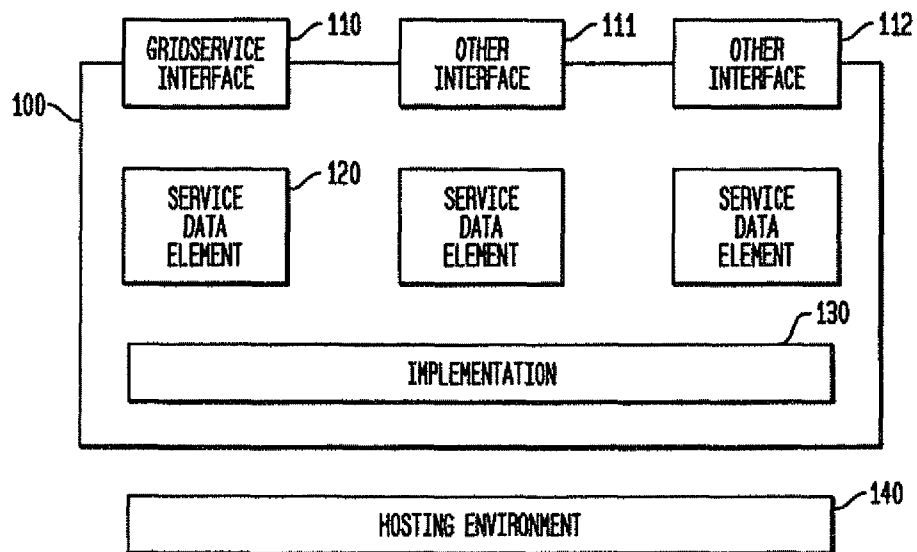 GRIDSERVICE
INTERFACE
110
OTHER
INTERFACE
111
OTHER
INTERFACE
112
100
SERVICE
DATA
ELEMENT
120
SERVICE
DATA
ELEMENT
SERVICE
DATA
ELEMENT
130
IMPLEMENTATION
140
HOSTING ENVIRONMENT